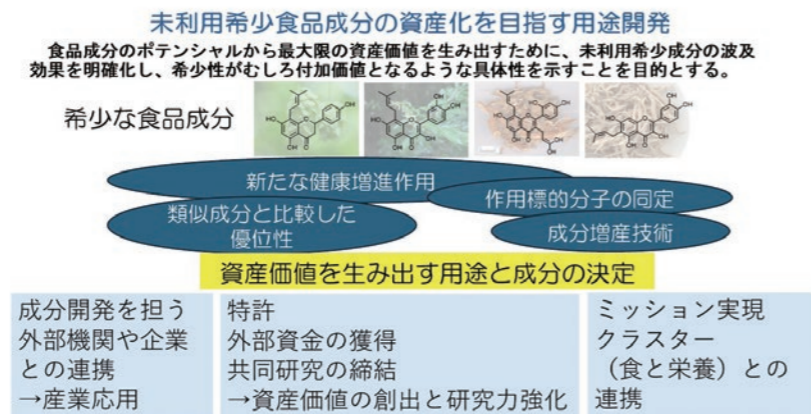 未利用希少食品成分の資産化を目指す用途開発
食品成分のポテンシャルから最大限の資産価値を生み出すために、未利用希少成分の波及
効果を明確化し、希少性がむしろ付加価値となるような具体性を示すことを目的とする。
希少な食品成分
新たな健康増進作用
作用標的分子の同定
類似成分と比較した
優位性
成分増産技術
資産価値を生み出す用途と成分の決定
成分開発を担う
外部機関や企業
との連携
→産業応用
特許
外部資金の獲得
共同研究の締結
→資産価値の創出と研究力強化
ミッション実現
クラスター
（食と栄養）との
連携